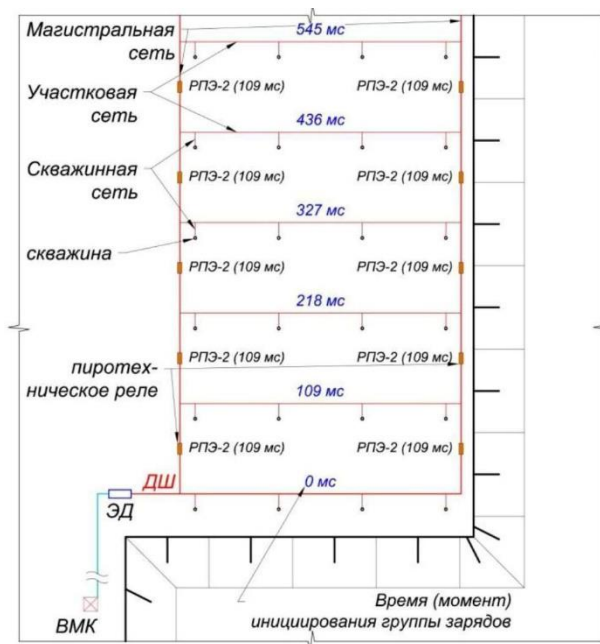 Магистральная
сеть
545 мс
РПЭ-2 (109 мс)
РПЭ-2 (109 мс)
Участковая
сеть
436 мс
Скважинная
сеть
РПЭ-2 (109 мс)
РПЭ-2 (109 мс)
327 мс
скважина
РПЭ-2 (109 мс)
РПЭ-2 (109 мс)
218 мс
пиротех-
ническое реле
РПЭ-2 (109 мс)
РПЭ-2 (109 мс)
109 мс
РПЭ-2 (109 мс)
РПЭ-2 (109 мс)
ДШ
0 мс
ЭД
ВМК
Время (момент)
инициирования группы зарядов